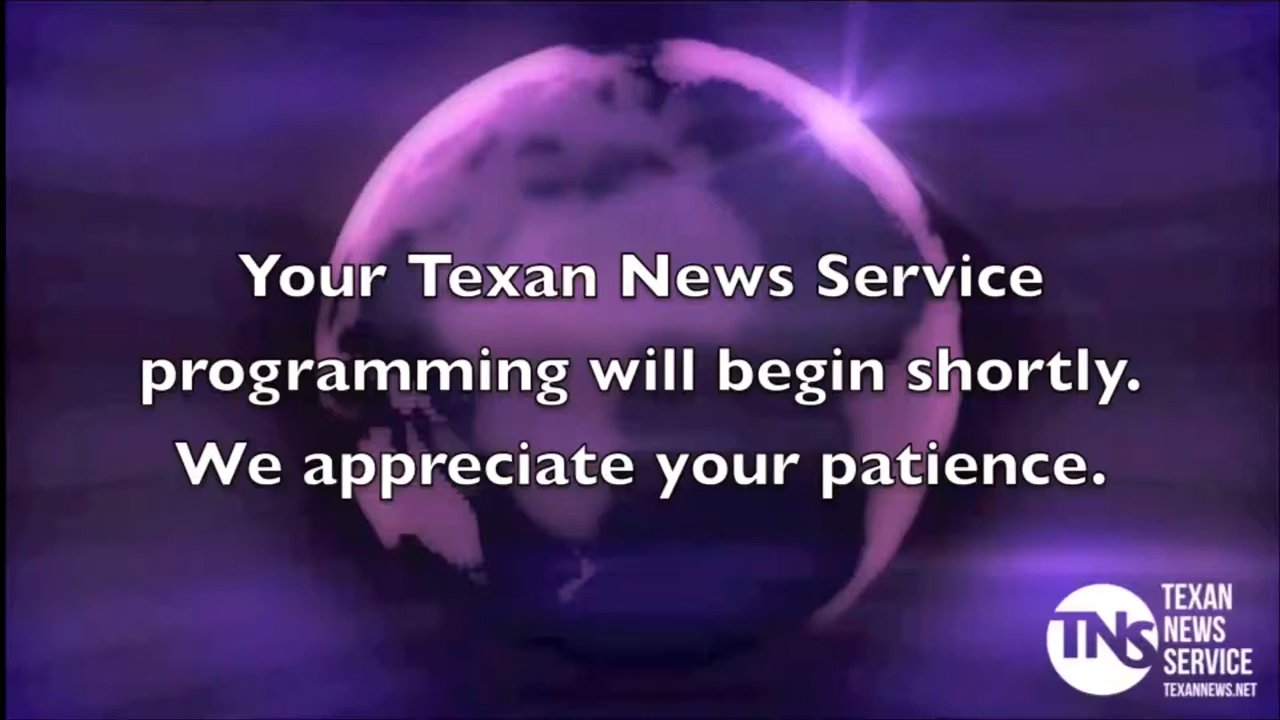 Your Texan News Service
programming will begin shortly.
We appreciate your patience.
TNS
TEXAN
NEWS
SERVICE
TEXANNEWS.NET